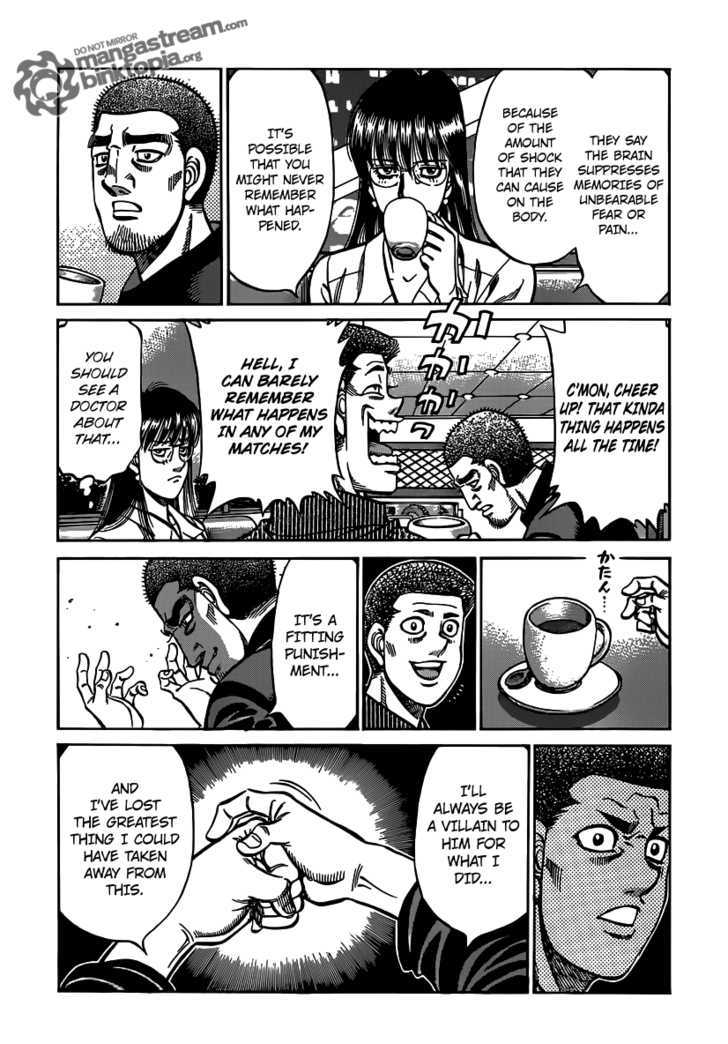 DO NOT MIRROR
mangastream.com
binktopia.org
THEY SAY
THE BRAIN
SUPPRESSES
MEMORIES OF
UNBEARABLE
FEAR OR
PAIN...
BECAUSE
OF THE
AMOUNT
OF SHOCK
THAT THEY
CAN CAUSE
ON THE
BODY.
IT'S
POSSIBLE
THAT YOU
MIGHT NEVER
REMEMBER
WHAT HAP-
PENED.
C'MON, CHEER
UP! THAT KINDA
THING HAPPENS
ALL THE TIME!
ガガガッ
HELL, I
CAN BARELY
REMEMBER
WHAT HAPPENS
IN ANY OF MY
MATCHES!
YOU
SHOULD
SEE A
DOCTOR
ABOUT
THAT...
かたん…
IT'S A
FITTING
PUNISH-
MENT...
I'LL
ALWAYS BE
A VILLAIN TO
HIM FOR
WHAT I
DID...
AND
I'VE LOST
THE GREATEST
THING I COULD
HAVE TAKEN
AWAY FROM
THIS.